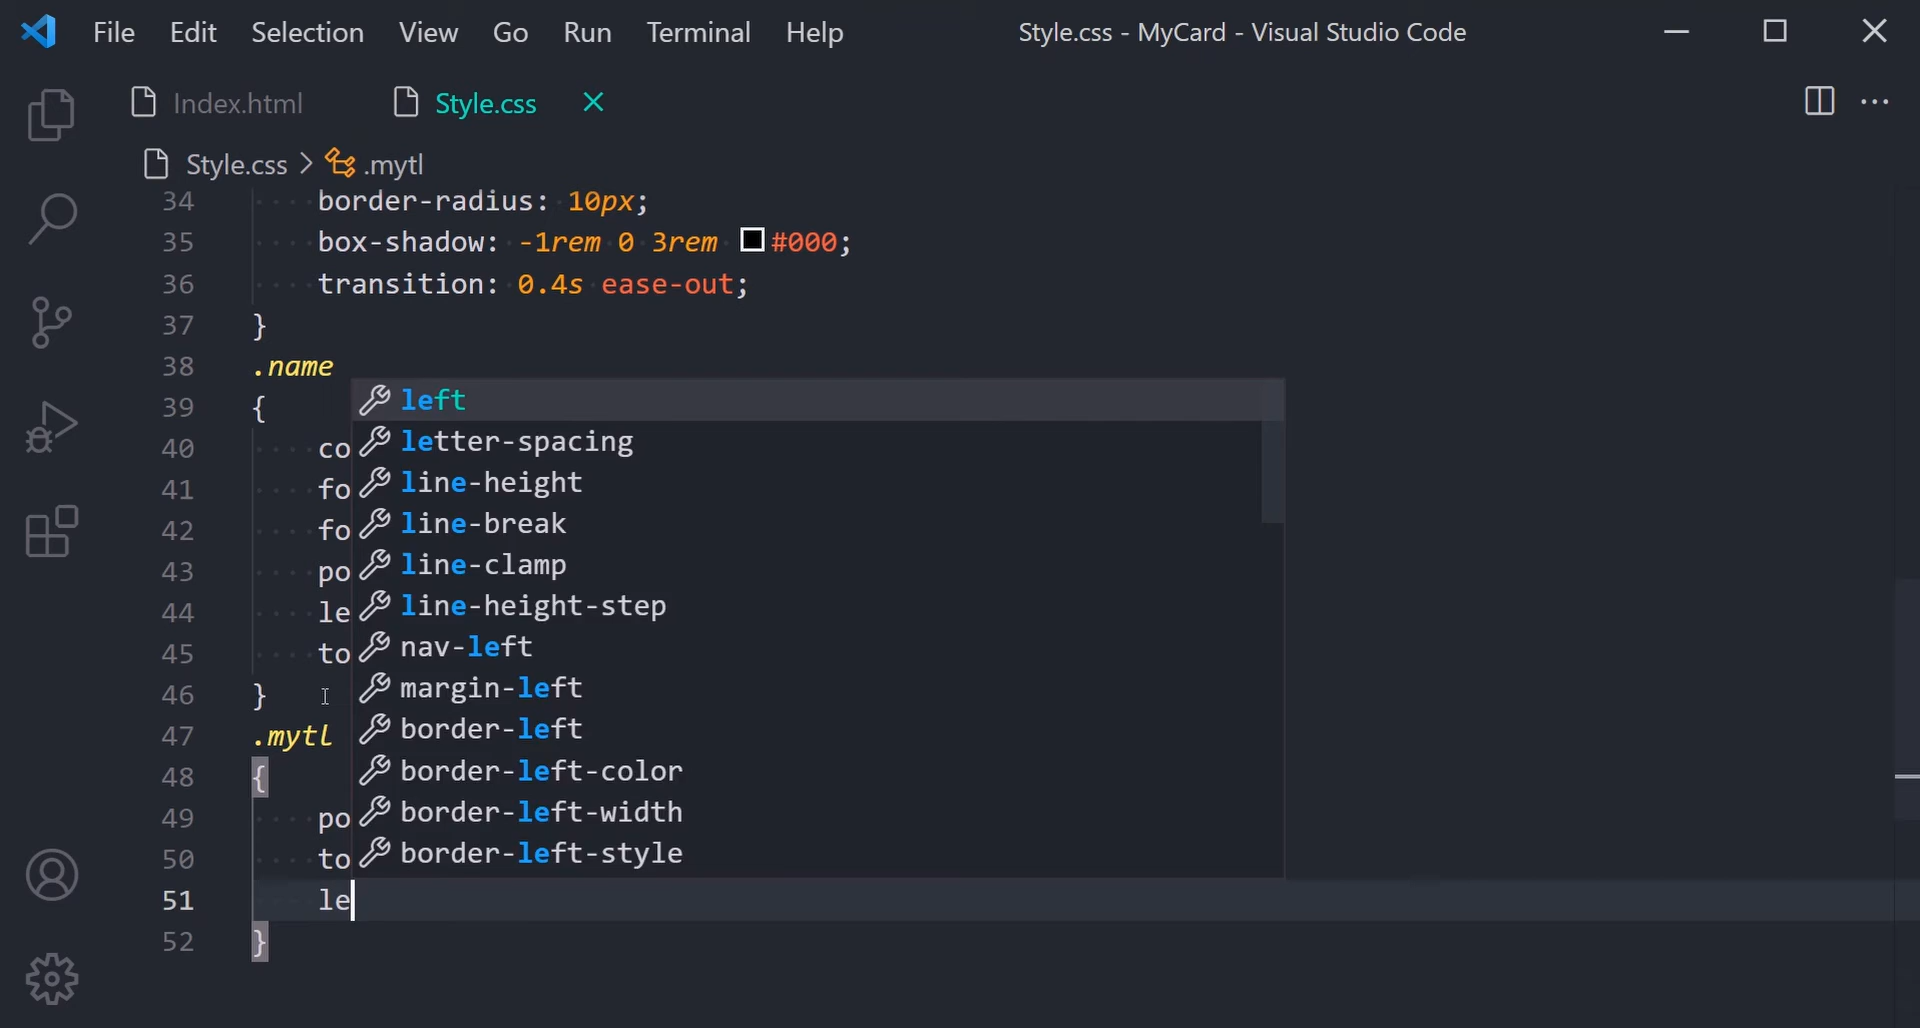 File Edit Selection View Go Run Terminal Help Style.css - MyCard - Visual Studio Code
Index.html Style.css
Style.css > .mytl
34 border-radius: 10px;
35 box-shadow: -1rem 0 3rem #000;
36 transition: 0.4s ease-out;
37 }
38 .name
39 {
left
40 co
letter-spacing
41 fo
line-height
42 fo
line-break
43 po
line-clamp
44 le
line-height-step
45 to
nav-left
46 }
margin-left
47 .mytl
border-left
48 {
border-left-color
49 po
border-left-width
50 to
border-left-style
51 le
52 }